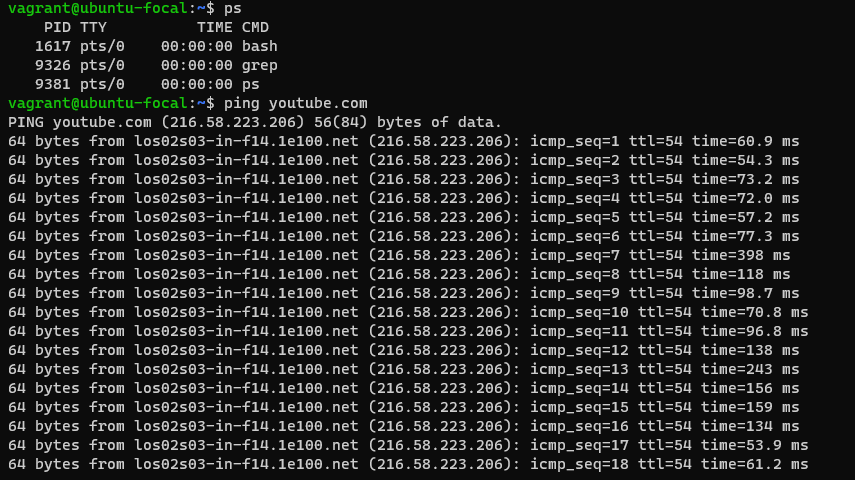 vagrant@ubuntu-focal:~$ ps
    PID TTY          TIME CMD
   1617 pts/0    00:00:00 bash
   9326 pts/0    00:00:00 grep
   9381 pts/0    00:00:00 ps
vagrant@ubuntu-focal:~$ ping youtube.com
PING youtube.com (216.58.223.206) 56(84) bytes of data.
64 bytes from los02s03-in-f14.1e100.net (216.58.223.206): icmp_seq=1 ttl=54 time=60.9 ms
64 bytes from los02s03-in-f14.1e100.net (216.58.223.206): icmp_seq=2 ttl=54 time=54.3 ms
64 bytes from los02s03-in-f14.1e100.net (216.58.223.206): icmp_seq=3 ttl=54 time=73.2 ms
64 bytes from los02s03-in-f14.1e100.net (216.58.223.206): icmp_seq=4 ttl=54 time=72.0 ms
64 bytes from los02s03-in-f14.1e100.net (216.58.223.206): icmp_seq=5 ttl=54 time=57.2 ms
64 bytes from los02s03-in-f14.1e100.net (216.58.223.206): icmp_seq=6 ttl=54 time=77.3 ms
64 bytes from los02s03-in-f14.1e100.net (216.58.223.206): icmp_seq=7 ttl=54 time=398 ms
64 bytes from los02s03-in-f14.1e100.net (216.58.223.206): icmp_seq=8 ttl=54 time=118 ms
64 bytes from los02s03-in-f14.1e100.net (216.58.223.206): icmp_seq=9 ttl=54 time=98.7 ms
64 bytes from los02s03-in-f14.1e100.net (216.58.223.206): icmp_seq=10 ttl=54 time=70.8 ms
64 bytes from los02s03-in-f14.1e100.net (216.58.223.206): icmp_seq=11 ttl=54 time=96.8 ms
64 bytes from los02s03-in-f14.1e100.net (216.58.223.206): icmp_seq=12 ttl=54 time=138 ms
64 bytes from los02s03-in-f14.1e100.net (216.58.223.206): icmp_seq=13 ttl=54 time=243 ms
64 bytes from los02s03-in-f14.1e100.net (216.58.223.206): icmp_seq=14 ttl=54 time=156 ms
64 bytes from los02s03-in-f14.1e100.net (216.58.223.206): icmp_seq=15 ttl=54 time=159 ms
64 bytes from los02s03-in-f14.1e100.net (216.58.223.206): icmp_seq=16 ttl=54 time=134 ms
64 bytes from los02s03-in-f14.1e100.net (216.58.223.206): icmp_seq=17 ttl=54 time=53.9 ms
64 bytes from los02s03-in-f14.1e100.net (216.58.223.206): icmp_seq=18 ttl=54 time=61.2 ms